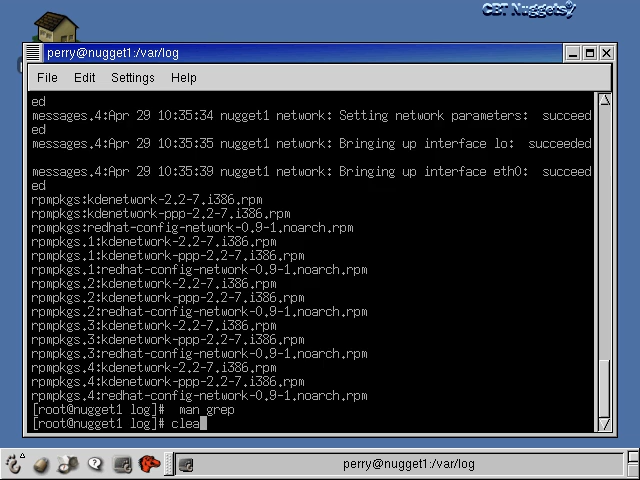 CBT Nuggets
perry@nugget1:/var/log
File Edit Settings Help
ed
messages.4:Apr 29 10:35:34 nugget1 network: Setting network parameters:  succeed
ed
messages.4:Apr 29 10:35:35 nugget1 network: Bringing up interface lo:  succeeded
messages.4:Apr 29 10:35:39 nugget1 network: Bringing up interface eth0:  succeed
ed
rpmpkgs:kdenetwork-2.2-7.i386.rpm
rpmpkgs:kdenetwork-ppp-2.2-7.i386.rpm
rpmpkgs:redhat-config-network-0.9-1.noarch.rpm
rpmpkgs.1:kdenetwork-2.2-7.i386.rpm
rpmpkgs.1:kdenetwork-ppp-2.2-7.i386.rpm
rpmpkgs.1:redhat-config-network-0.9-1.noarch.rpm
rpmpkgs.2:kdenetwork-2.2-7.i386.rpm
rpmpkgs.2:kdenetwork-ppp-2.2-7.i386.rpm
rpmpkgs.2:redhat-config-network-0.9-1.noarch.rpm
rpmpkgs.3:kdenetwork-2.2-7.i386.rpm
rpmpkgs.3:kdenetwork-ppp-2.2-7.i386.rpm
rpmpkgs.3:redhat-config-network-0.9-1.noarch.rpm
rpmpkgs.4:kdenetwork-2.2-7.i386.rpm
rpmpkgs.4:kdenetwork-ppp-2.2-7.i386.rpm
rpmpkgs.4:redhat-config-network-0.9-1.noarch.rpm
[root@nugget1 log]#  man grep
[root@nugget1 log]# clea
perry@nugget1:/var/log